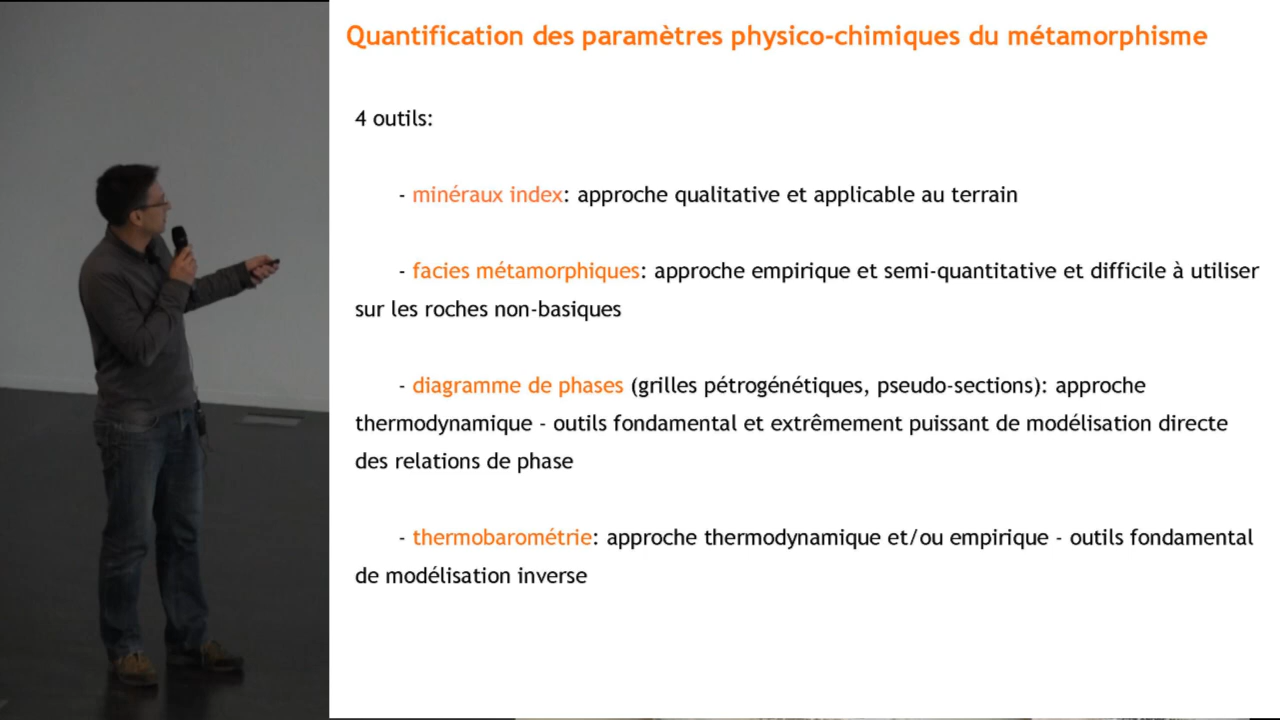 Quantification des paramètres physico-chimiques du métamorphisme
4 outils:
- minéraux index: approche qualitative et applicable au terrain
- facies métamorphiques: approche empirique et semi-quantitative et difficile à utiliser
sur les roches non-basiques
- diagramme de phases (grilles pétrogénétiques, pseudo-sections): approche
thermodynamique - outils fondamental et extrêmement puissant de modélisation directe
des relations de phase
- thermobarométrie: approche thermodynamique et/ou empirique - outils fondamental
de modélisation inverse